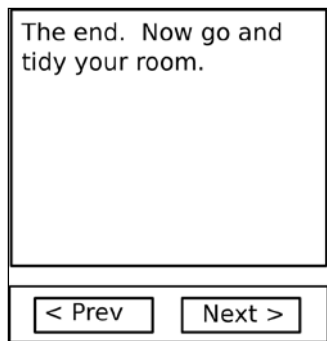 The end.  Now go and
tidy your room.
< Prev
Next >